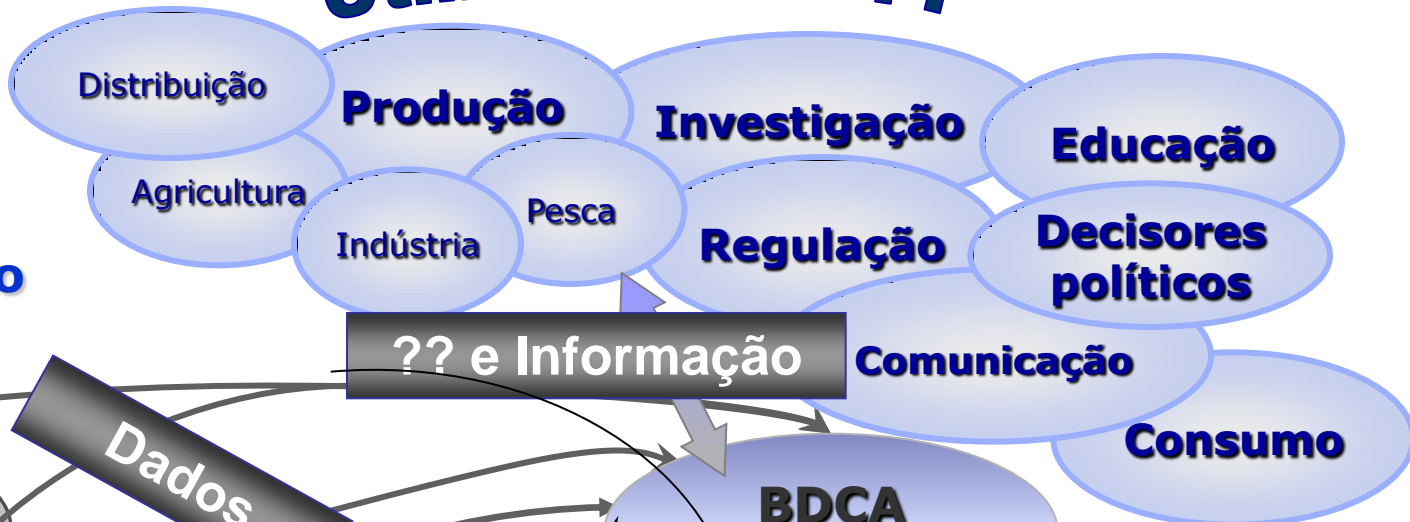 Distribuição
Produção
Investigação
Educação
Agricultura
Pesca
Indústria
Regulação
Decisores
políticos
o
?? e Informação
Comunicação
Dados
Consumo
BDCA